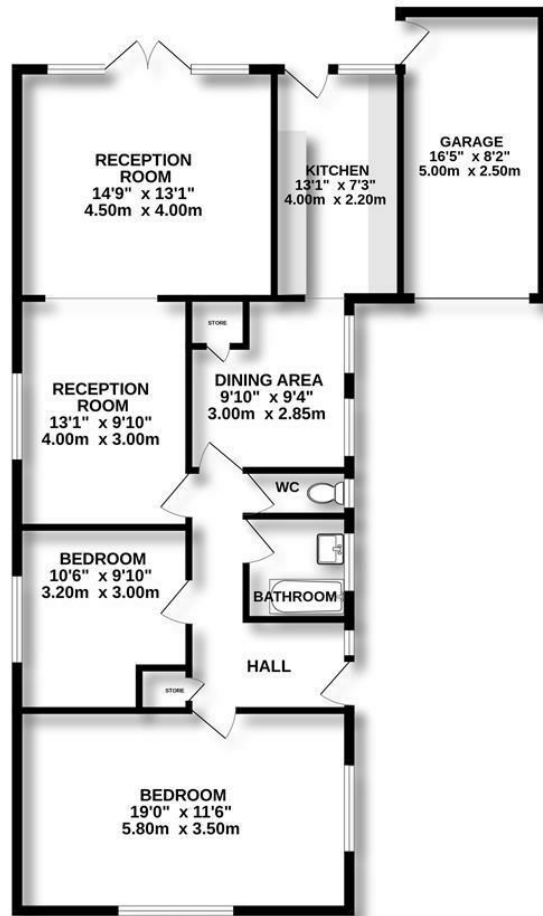 RECEPTION
ROOM
14'9" x 13'1"
4.50m x 4.00m
KITCHEN
13'1" x 7'3"
4.00m x 2.20m
GARAGE
16'5" x 8'2"
5.00m x 2.50m
STORE
RECEPTION
ROOM
13'1" x 9'10"
4.00m x 3.00m
DINING AREA
9'10" x 9'4"
3.00m x 2.85m
WC
BEDROOM
10'6" x 9'10"
3.20m x 3.00m
BATHROOM
HALL
STORE
BEDROOM
19'0" x 11'6"
5.80m x 3.50m